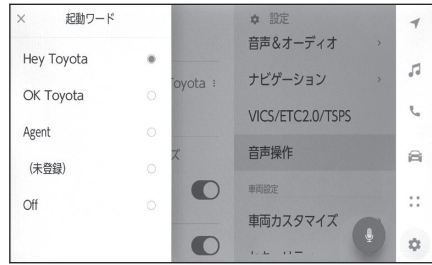 × 起動ワード
Hey Toyota
OK Toyota
Agent
(未登録)
Off
oyota
ズ
設定
音声&オーディオ
ナビゲーション
VICS/ETC2.0/TSPS
音声操作
車両設定
車両カスタマイズ